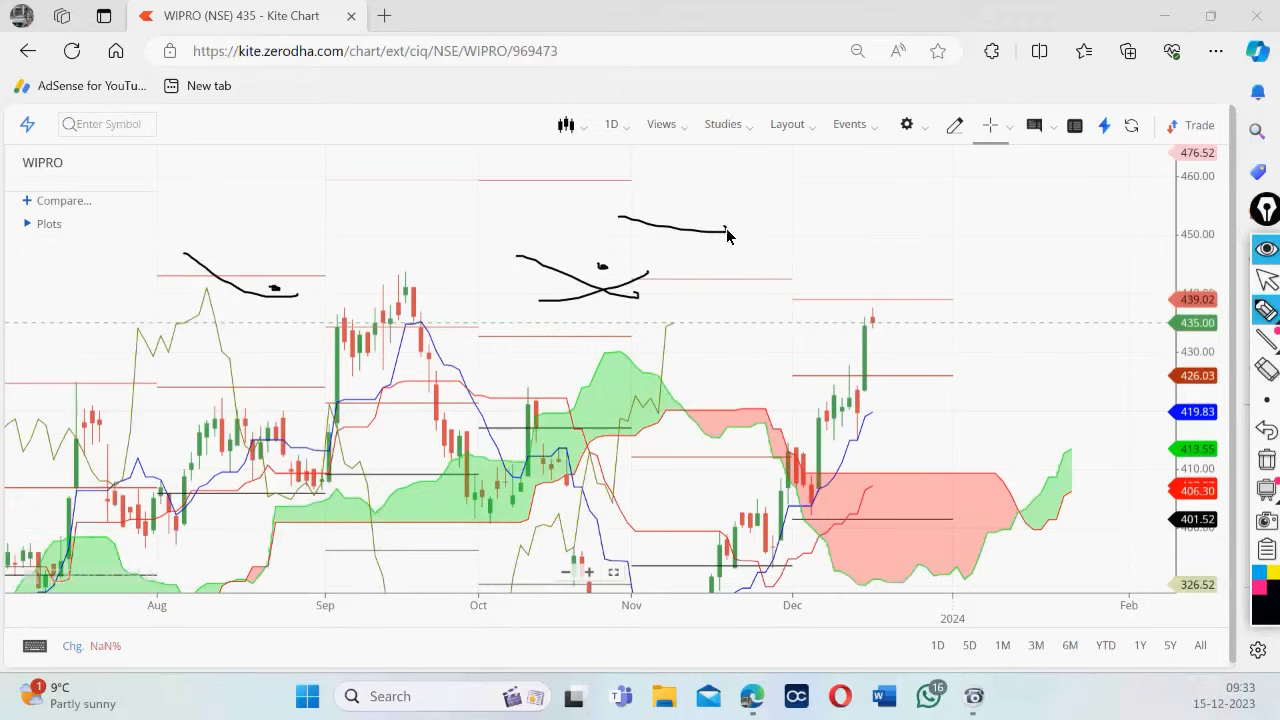 WIPRO (NSE) 435 - Kite Chart
https://kite.zerodha.com/chart/ext/ciq/NSE/WIPRO/969473
AdSense for YouTu... New tab
Enter Symbol 1D Views Studies Layout Events Trade
WIPRO
Compare...
Plots
476.52
460.00
450.00
439.02
435.00
430.00
426.03
419.83
413.55
410.00
406.30
401.52
326.52
Aug Sep Oct Nov Dec Feb
2024
Chg. NaN% 1D 5D 1M 3M 6M YTD 1Y 5Y All
1
9°C
Partly sunny
Search
16
09:33
15-12-2023